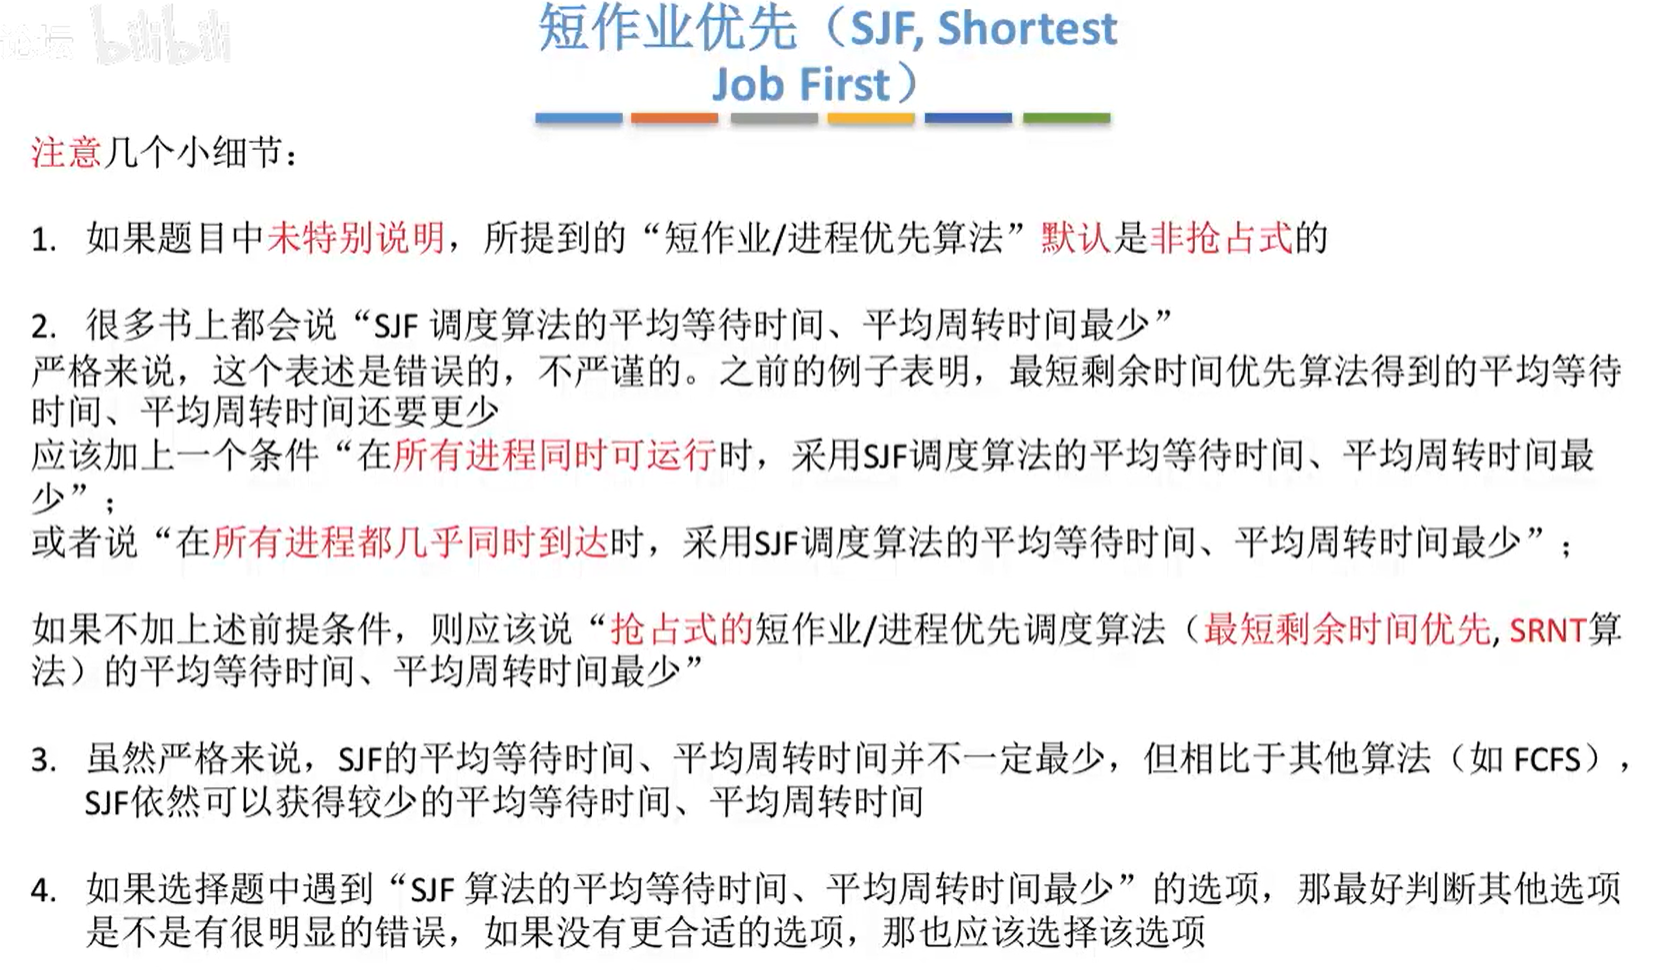 论坛 bilibili
短作业优先（SJF, Shortest
Job First）
注意几个小细节：
1. 如果题目中未特别说明，所提到的“短作业/进程优先算法”默认是非抢占式的
2. 很多书上都会说“SJF 调度算法的平均等待时间、平均周转时间最少”
严格来说，这个表述是错误的，不严谨的。之前的例子表明，最短剩余时间优先算法得到的平均等待
时间、平均周转时间还要更少
应该加上一个条件“在所有进程同时可运行时，采用SJF调度算法的平均等待时间、平均周转时间最
少”；
或者说“在所有进程都几乎同时到达时，采用SJF调度算法的平均等待时间、平均周转时间最少”；
如果不加上述前提条件，则应该说“抢占式的短作业/进程优先调度算法（最短剩余时间优先, SRNT算
法）的平均等待时间、平均周转时间最少”
3. 虽然严格来说，SJF的平均等待时间、平均周转时间并不一定最少，但相比于其他算法（如 FCFS），
SJF依然可以获得较少的平均等待时间、平均周转时间
4. 如果选择题中遇到“SJF 算法的平均等待时间、平均周转时间最少”的选项，那最好判断其他选项
是不是有很明显的错误，如果没有更合适的选项，那也应该选择该选项